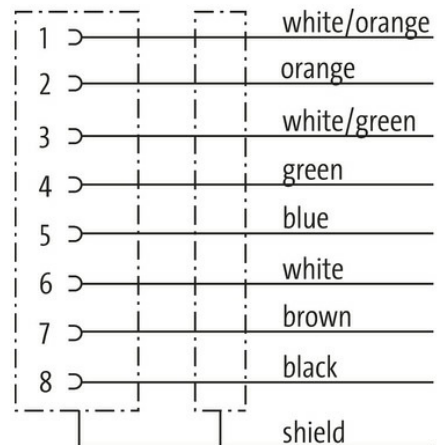 1 white/orange
2 orange
3 white/green
4 green
5 blue
6 white
7 brown
8 black
shield